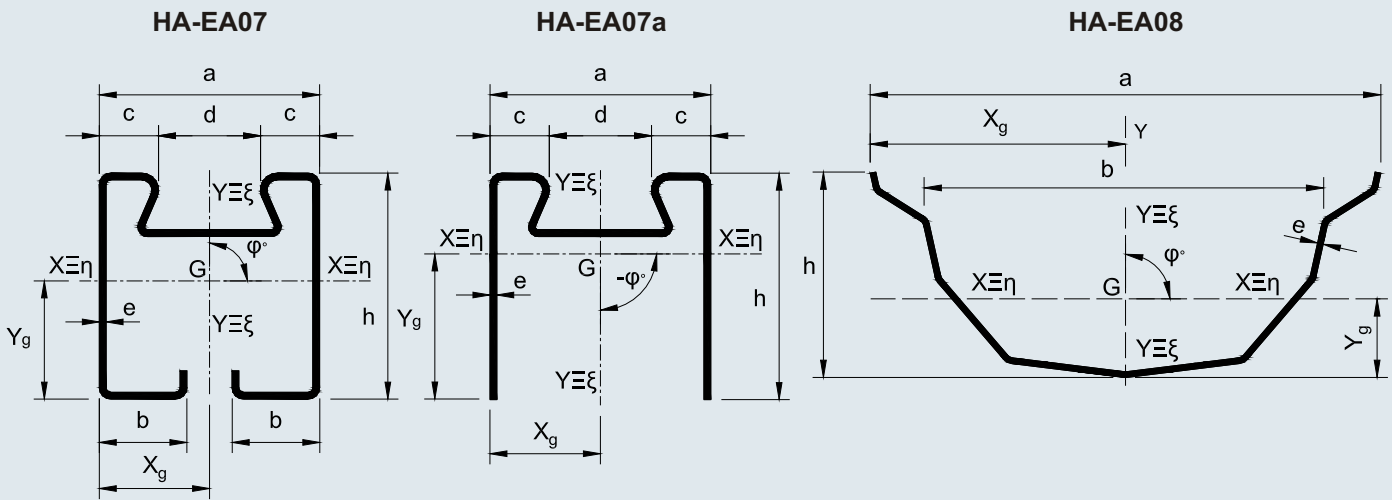 HA-EA07
a
c d c
YΞξ
φ°
XΞη G XΞη
e
YΞξ
Yg
h
b b
Xg
HA-EA07a
a
c d c
YΞξ
XΞη G XΞη
-φ°
e
Yg
h
YΞξ
Xg
HA-EA08
a
Xg Y
b
YΞξ
e
φ°
h
XΞη G XΞη
YΞξ
Yg